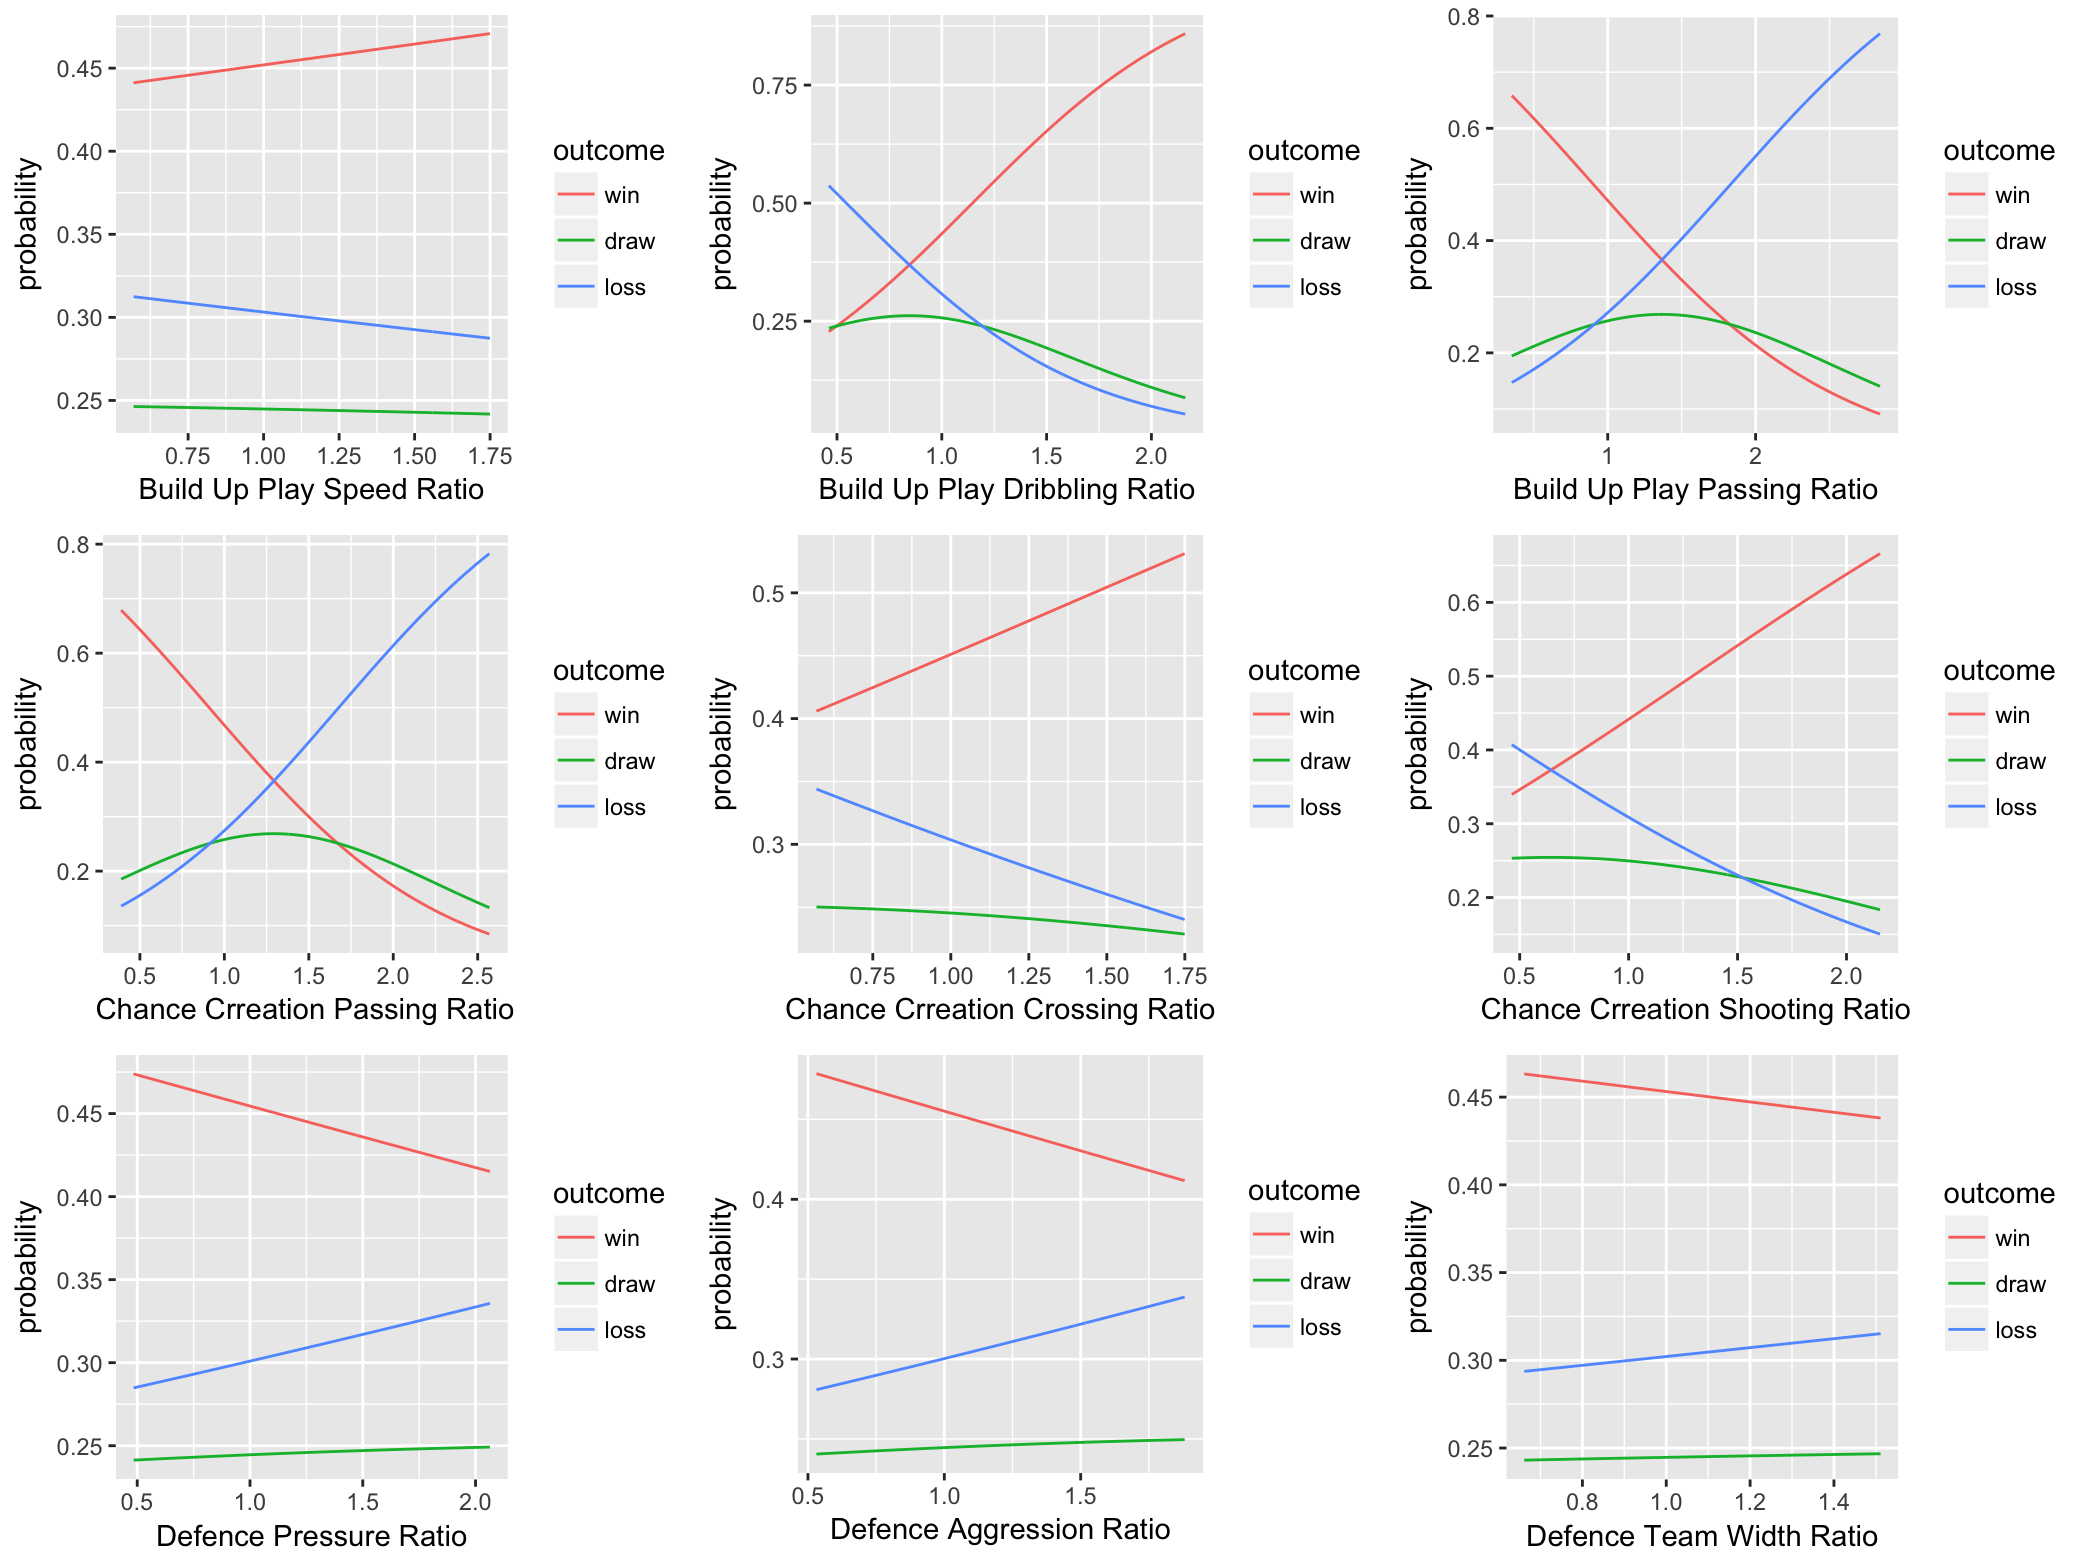 0.45
0.40
0.35
0.30
0.25
probability
0.75 1.00 1.25 1.50 1.75
Build Up Play Speed Ratio
outcome
win
draw
loss
0.75
0.50
0.25
probability
0.5 1.0 1.5 2.0
Build Up Play Dribbling Ratio
outcome
win
draw
loss
0.8
0.6
0.4
0.2
probability
1 2
Build Up Play Passing Ratio
outcome
win
draw
loss
0.8
0.6
0.4
0.2
probability
0.5 1.0 1.5 2.0 2.5
Chance Crreation Passing Ratio
outcome
win
draw
loss
0.5
0.4
0.3
probability
0.75 1.00 1.25 1.50 1.75
Chance Crreation Crossing Ratio
outcome
win
draw
loss
0.6
0.5
0.4
0.3
0.2
probability
0.5 1.0 1.5 2.0
Chance Crreation Shooting Ratio
outcome
win
draw
loss
0.45
0.40
0.35
0.30
0.25
probability
0.5 1.0 1.5 2.0
Defence Pressure Ratio
outcome
win
draw
loss
0.4
0.3
probability
0.5 1.0 1.5
Defence Aggression Ratio
outcome
win
draw
loss
0.45
0.40
0.35
0.30
0.25
probability
0.8 1.0 1.2 1.4
Defence Team Width Ratio
outcome
win
draw
loss